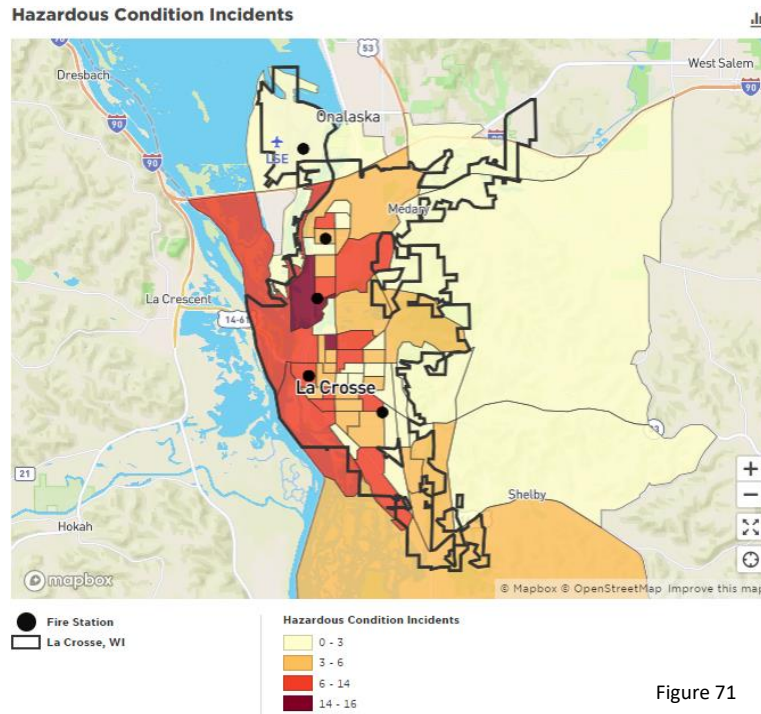 Hazardous Condition Incidents
90
53
West Salem
Dresbach
90
90
Onalaska
LSE
90
Medary
La Crescent
14-61
La Crosse
21
Shelby
Hokah
mapbox
© Mapbox © OpenStreetMap Improve this map
Fire Station
La Crosse, WI
Hazardous Condition Incidents
0 - 3
3 - 6
6 - 14
14 - 16
Figure 71